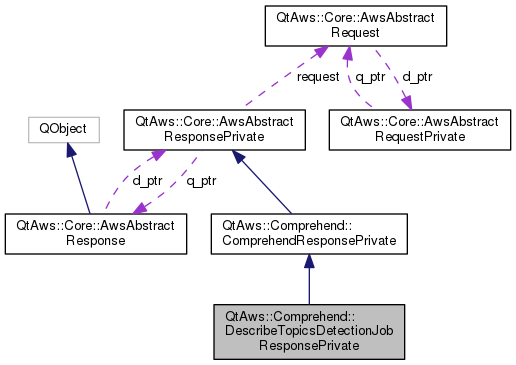 QtAws::Core::AwsAbstract
Request
request
q_ptr
d_ptr
QtAws::Core::AwsAbstract
ResponsePrivate
QtAws::Core::AwsAbstract
RequestPrivate
QObject
d_ptr
q_ptr
QtAws::Core::AwsAbstract
Response
QtAws::Comprehend::
ComprehendResponsePrivate
QtAws::Comprehend::
DescribeTopicsDetectionJob
ResponsePrivate